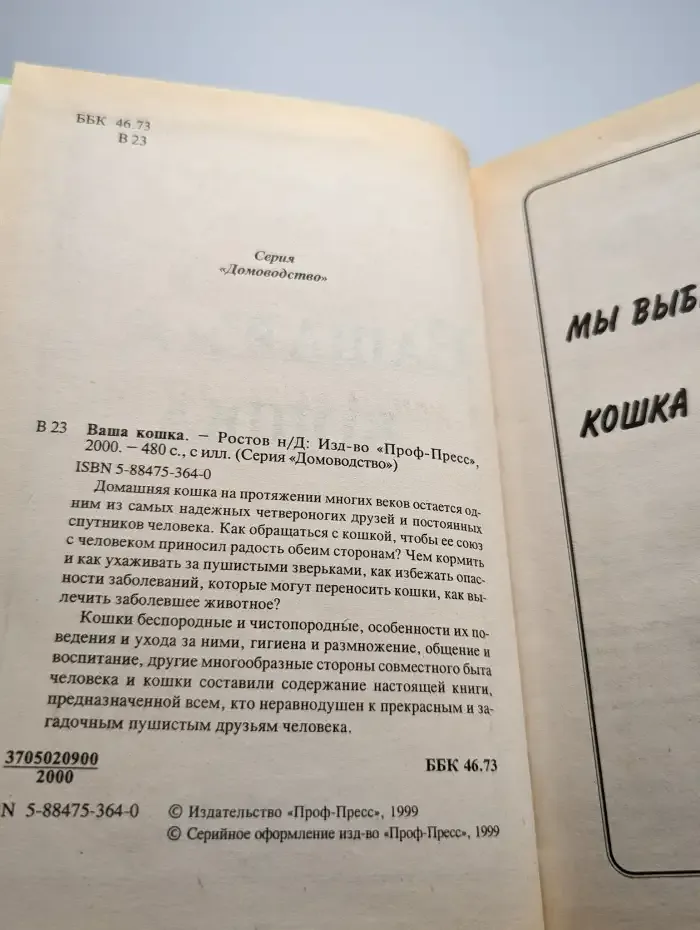 ББК 46.73
В 23
Серия
«Домоводство»
В 23 Ваша кошка. – Ростов н/Д: Изд-во «Проф-Пресс»,
2000. – 480 с., с илл. (Серия «Домоводство»)
ISBN 5-88475-364-0
Домашняя кошка на протяжении многих веков остается од-
ним из самых надежных четвероногих друзей и постоянных
спутников человека. Как обращаться с кошкой, чтобы ее союз
с человеком приносил радость обеим сторонам? Чем кормить
и как ухаживать за пушистыми зверьками, как избежать опас-
ности заболеваний, которые могут переносить кошки, как вы-
лечить заболевшее животное?
Кошки беспородные и чистопородные, особенности их по-
ведения и ухода за ними, гигиена и размножение, общение и
воспитание, другие многообразные стороны совместного быта
человека и кошки составили содержание настоящей книги,
предназначенной всем, кто неравнодушен к прекрасным и за-
гадочным пушистым друзьям человека.
3705020900
2000
ББК 46.73
N 5-88475-364-0
© Издательство «Проф-Пресс», 1999
© Серийное оформление изд-во «Проф-Пресс», 1999
МЫ ВЫБ
КОШКА